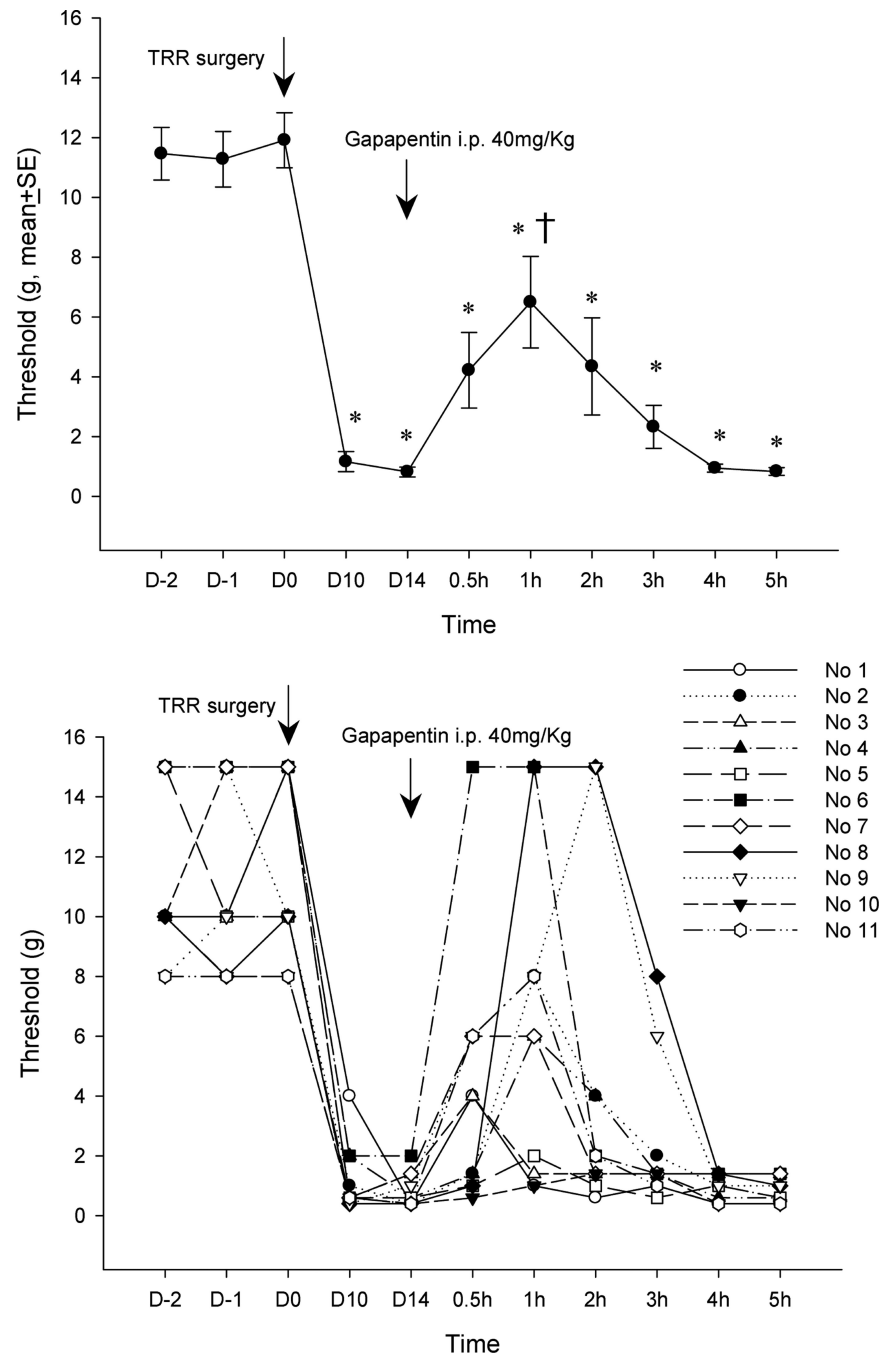 16
TRR surgery
14
Gapapentin i.p. 40mg/Kg
12
10
* †
8
*
*
6
*
4
*
*
*
*
2
0
Threshold (g, mean±SE)
D-2 D-1 D0 D10 D14 0.5h 1h 2h 3h 4h 5h
Time
No 1
No 2
No 3
No 4
No 5
No 6
No 7
No 8
No 9
No 10
No 11
TRR surgery
Gapapentin i.p. 40mg/Kg
16
14
12
10
8
6
4
2
0
Threshold (g)
D-2 D-1 D0 D10 D14 0.5h 1h 2h 3h 4h 5h
Time